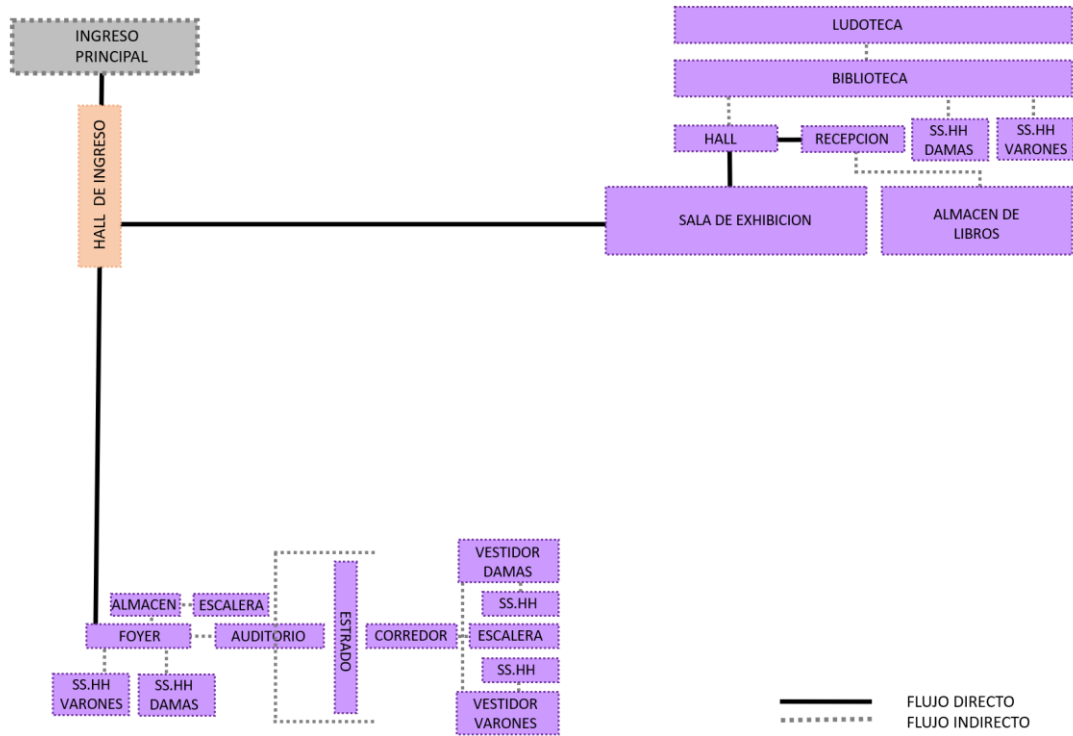 INGRESO
PRINCIPAL
HALL DE INGRESO
LUDOTECA
BIBLIOTECA
HALL
RECEPCION
SS.HH
DAMAS
SS.HH
VARONES
SALA DE EXHIBICION
ALMACEN DE
LIBROS
VESTIDOR
DAMAS
SS.HH
ALMACEN
ESCALERA
FOYER
AUDITORIO
ESTRADO
CORREDOR
ESCALERA
SS.HH
VARONES
SS.HH
DAMAS
SS.HH
VESTIDOR
VARONES
FLUJO DIRECTO
FLUJO INDIRECTO